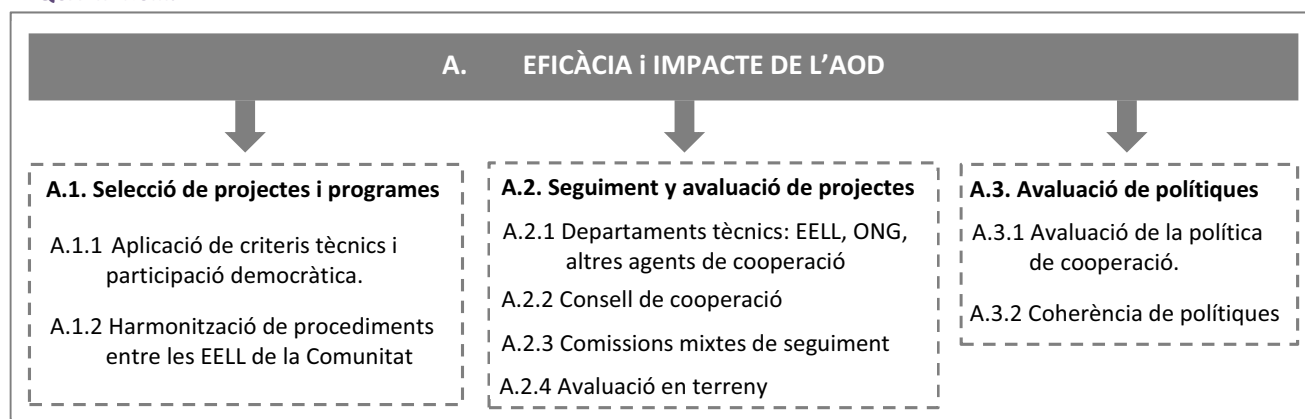 A. EFICÀCIA i IMPACTE DE L'AOD
A.1. Selecció de projectes i programes
A.1.1 Aplicació de criteris tècnics i
participació democràtica.
A.1.2 Harmonització de procediments
entre les EELL de la Comunitat
A.2. Seguiment y avaluació de projectes
A.2.1 Departaments tècnics: EELL, ONG,
altres agents de cooperació
A.2.2 Consell de cooperació
A.2.3 Comissions mixtes de seguiment
A.2.4 Avaluació en terreny
A.3. Avaluació de polítiques
A.3.1 Avaluació de la política
de cooperació.
A.3.2 Coherència de polítiques